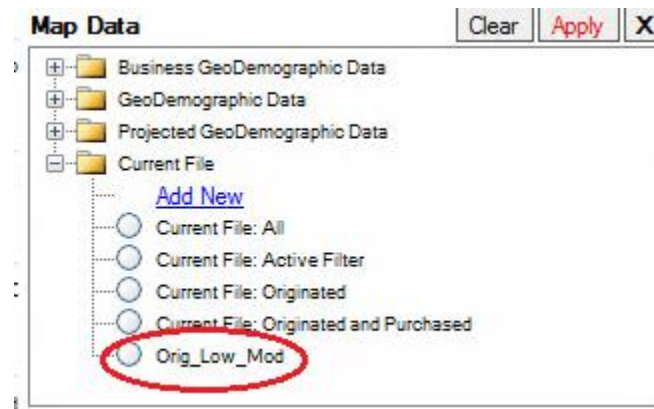 Map Data Clear Apply X
Business GeoDemographic Data
GeoDemographic Data
Projected GeoDemographic Data
Current File
Add New
Current File: All
Current File: Active Filter
Current File: Originated
Current File: Originated and Purchased
Orig_Low_Mod